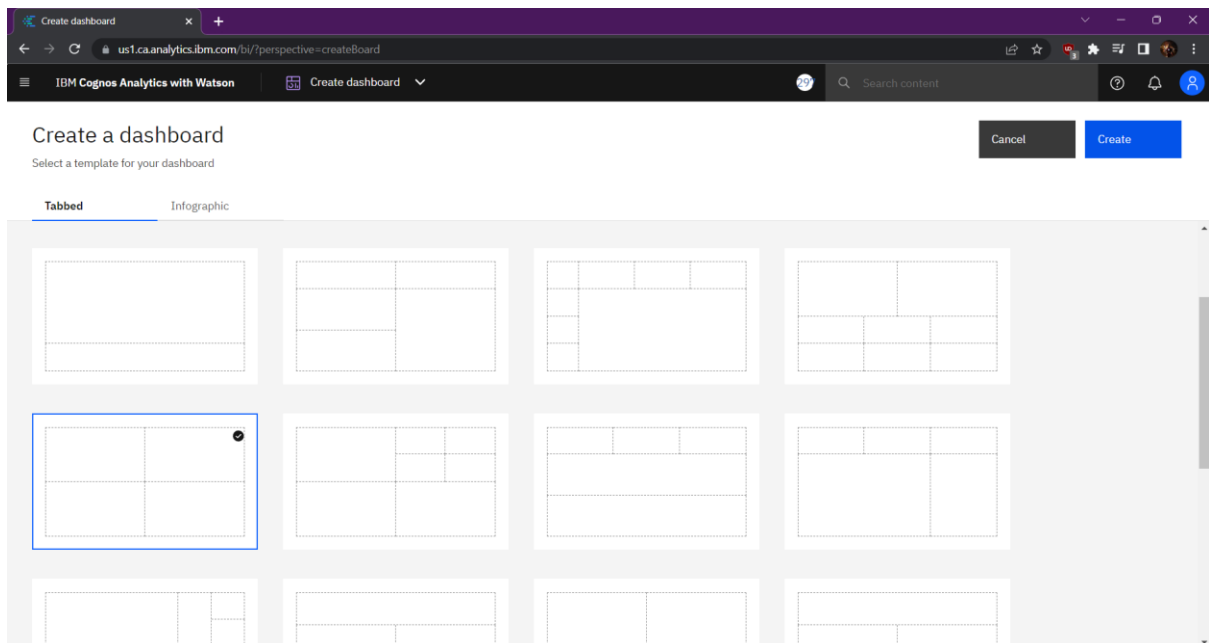 Create dashboard
us1.ca.analytics.ibm.com/bi/?perspective=createBoard
3
IBM Cognos Analytics with Watson
Create dashboard
Search content
Create a dashboard
Cancel
Create
Select a template for your dashboard
Tabbed
Infographic